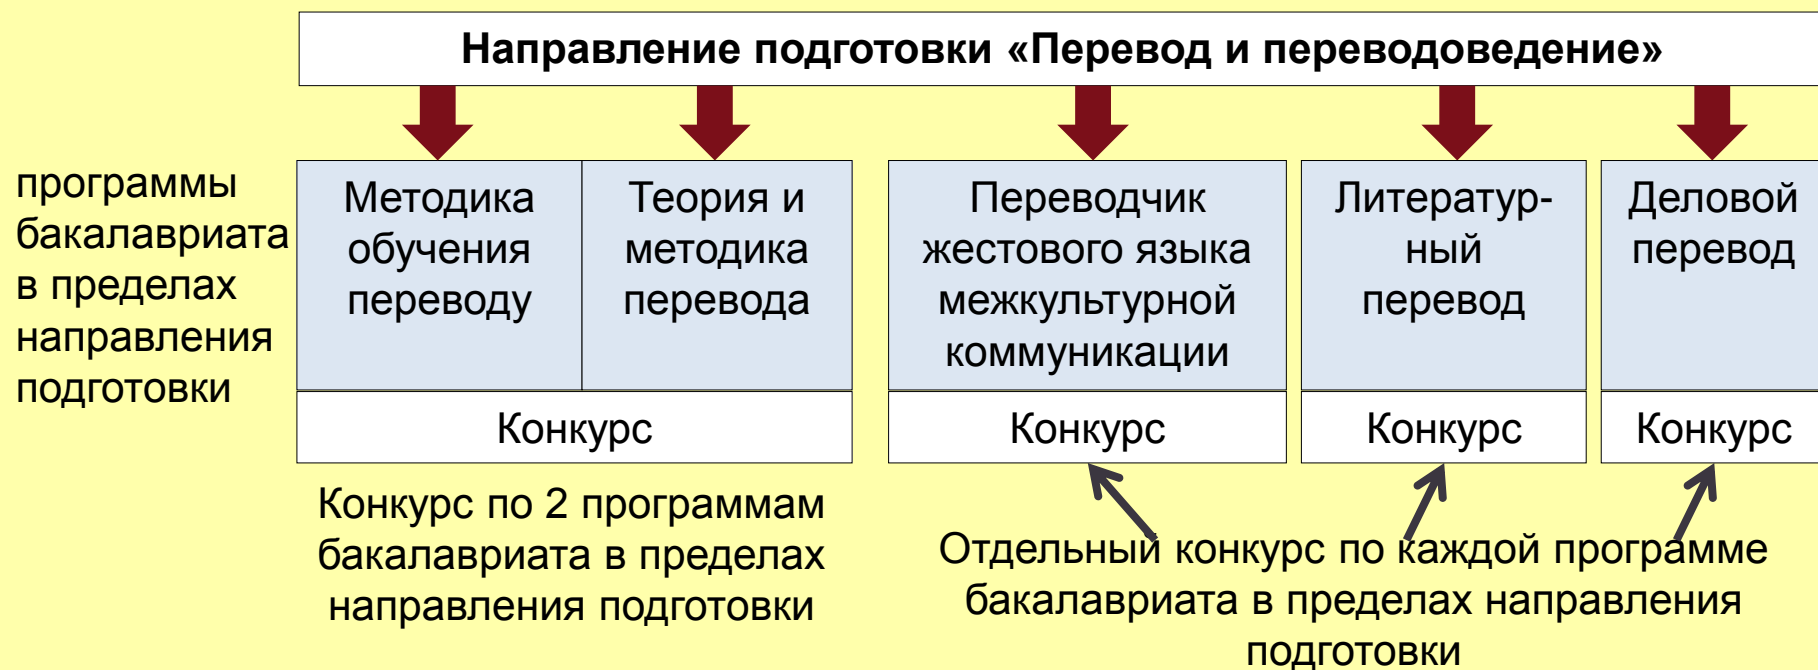 Направление подготовки «Перевод и переводоведение»
программы
бакалавриата
в пределах
направления
подготовки
Методика
обучения
переводу
Теория и
методика
перевода
Переводчик
жестового языка
межкультурной
коммуникации
Литератур-
ный
перевод
Деловой
перевод
Конкурс
Конкурс
Конкурс
Конкурс
Конкурс по 2 программам
бакалавриата в пределах
направления подготовки
Отдельный конкурс по каждой программе
бакалавриата в пределах направления
подготовки